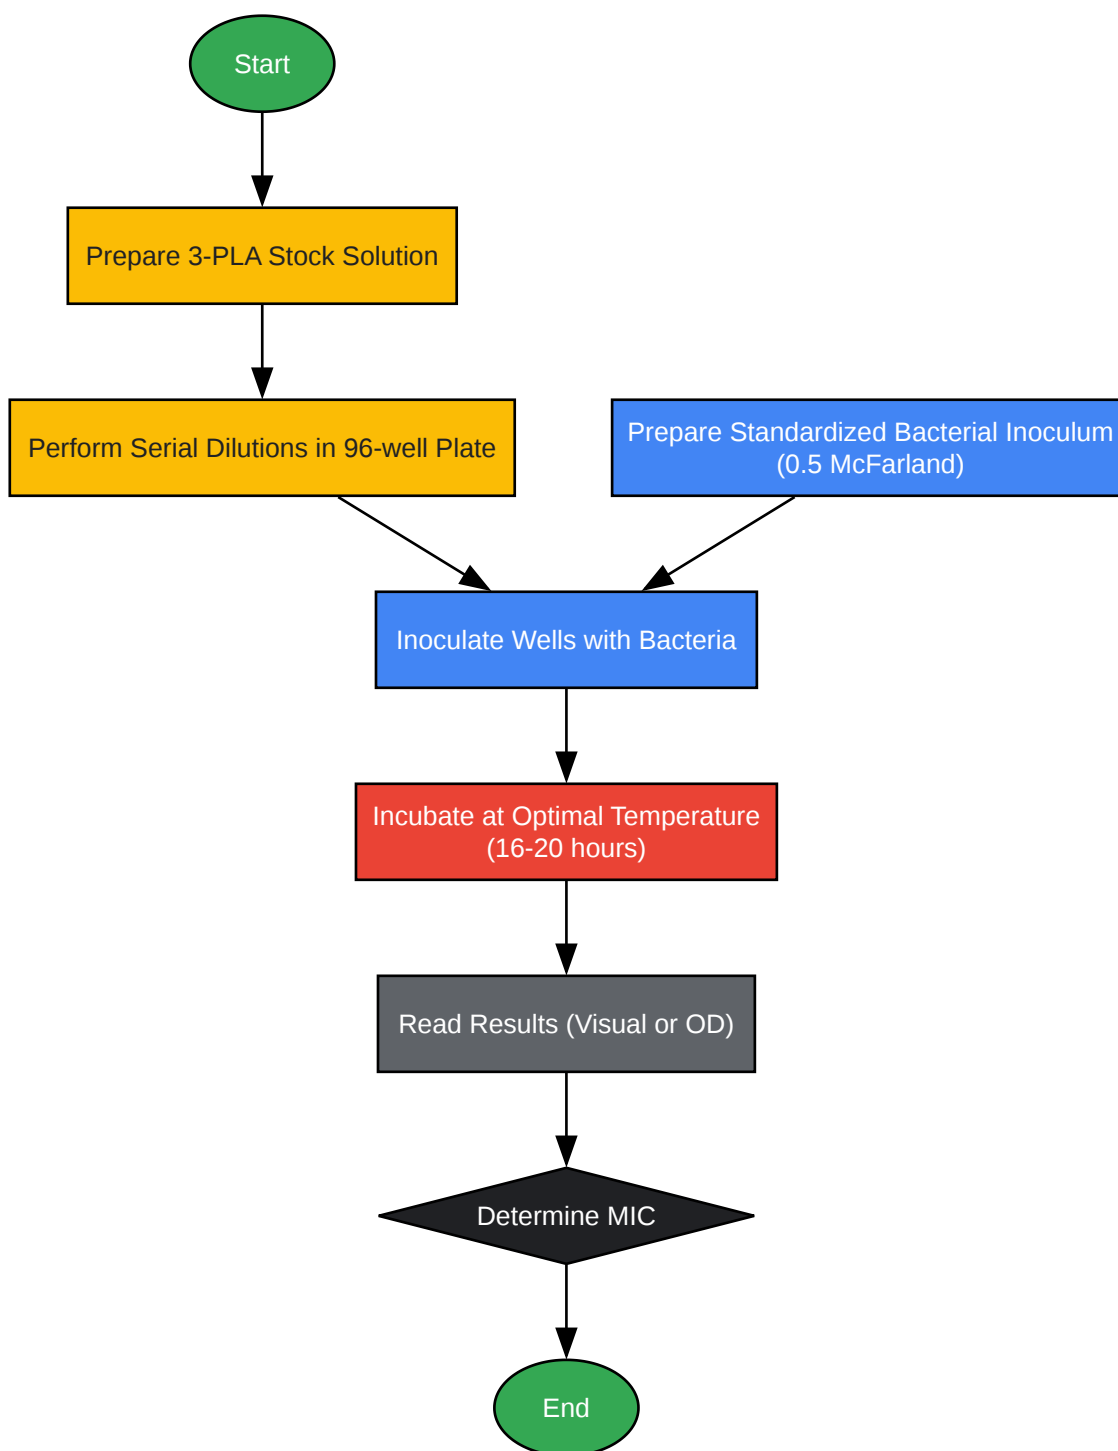 Start
Prepare 3-PLA Stock Solution
Perform Serial Dilutions in 96-well Plate
Prepare Standardized Bacterial Inoculum
(0.5 McFarland)
Inoculate Wells with Bacteria
Incubate at Optimal Temperature
(16-20 hours)
Read Results (Visual or OD)
Determine MIC
End